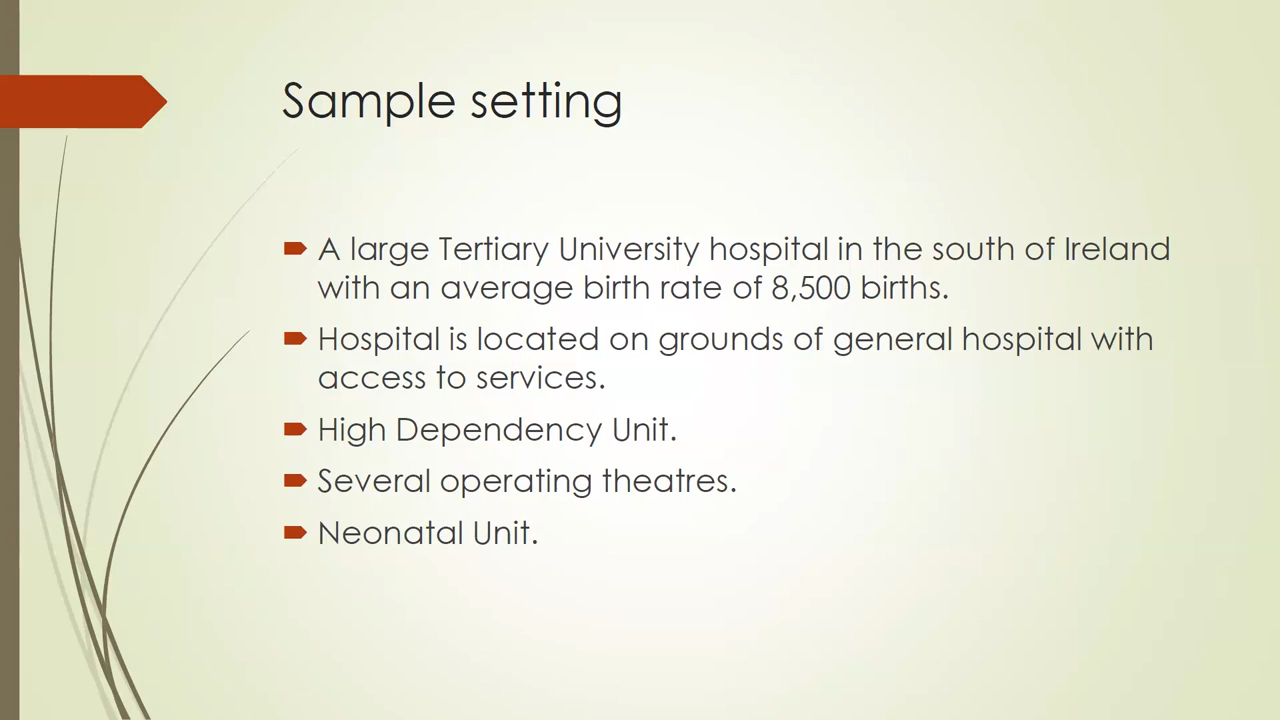 Sample setting
A large Tertiary University hospital in the south of Ireland
with an average birth rate of 8,500 births.
Hospital is located on grounds of general hospital with
access to services.
High Dependency Unit.
Several operating theatres.
Neonatal Unit.